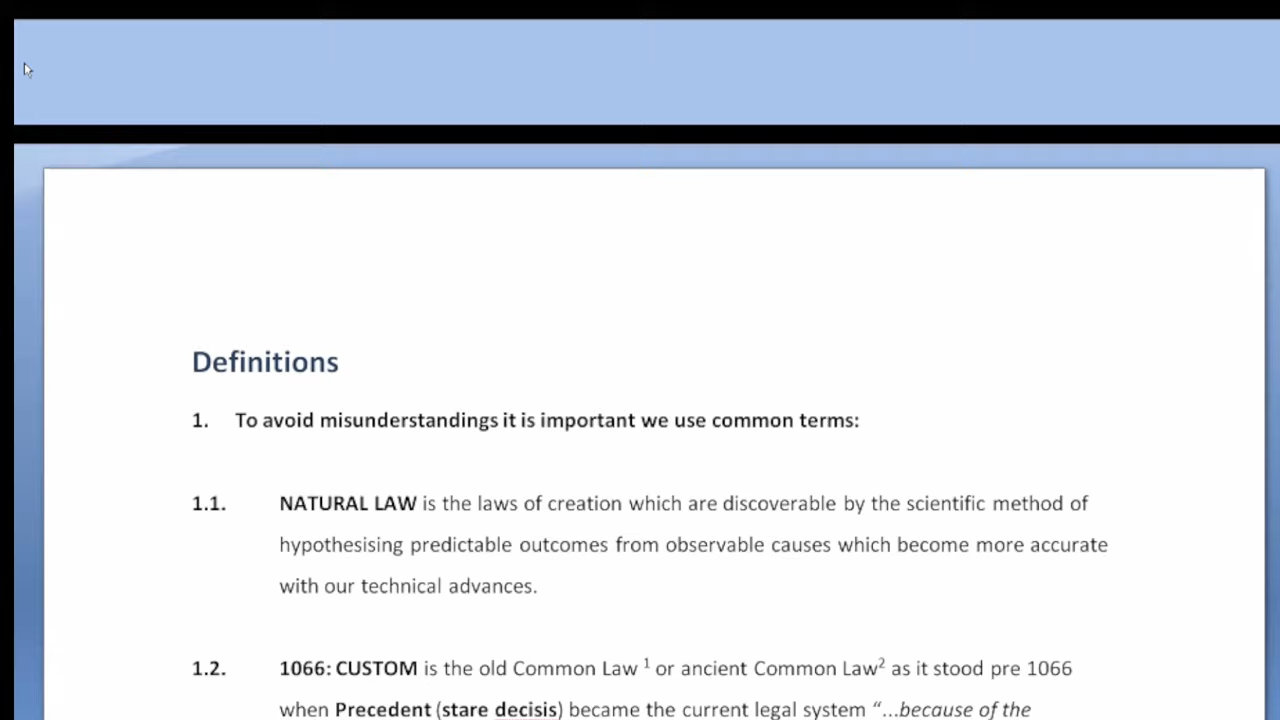 Definitions
1. To avoid misunderstandings it is important we use common terms:
1.1. NATURAL LAW is the laws of creation which are discoverable by the scientific method of
hypothesising predictable outcomes from observable causes which become more accurate
with our technical advances.
1.2. 1066: CUSTOM is the old Common Law ¹ or ancient Common Law² as it stood pre 1066
when Precedent (stare decisis) became the current legal system “…because of the